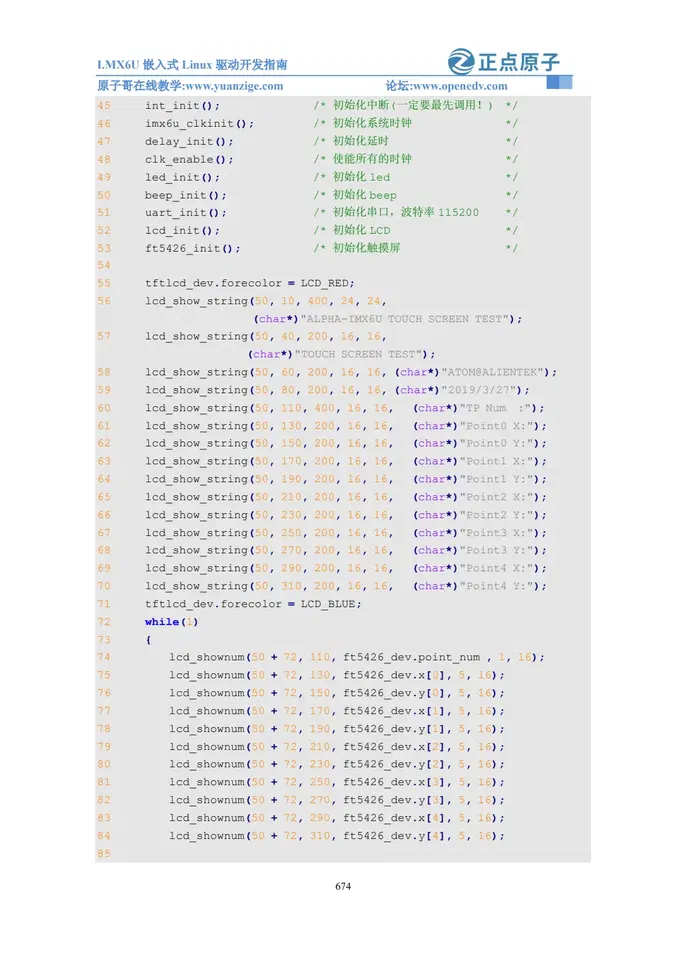 I.MX6U 嵌入式 Linux 驱动开发指南
正点原子
原子哥在线教学:www.yuanzige.com 论坛:www.openedv.com
45 int_init(); /* 初始化中断(一定要最先调用！) */
46 imx6u_clkinit(); /* 初始化系统时钟 */
47 delay_init(); /* 初始化延时 */
48 clk_enable(); /* 使能所有的时钟 */
49 led_init(); /* 初始化 led */
50 beep_init(); /* 初始化 beep */
51 uart_init(); /* 初始化串口，波特率 115200 */
52 lcd_init(); /* 初始化 LCD */
53 ft5426_init(); /* 初始化触摸屏 */
54
55 tftlcd_dev.forecolor = LCD_RED;
56 lcd_show_string(50, 10, 400, 24, 24,
(char*)"ALPHA-IMX6U TOUCH SCREEN TEST");
57 lcd_show_string(50, 40, 200, 16, 16,
(char*)"TOUCH SCREEN TEST");
58 lcd_show_string(50, 60, 200, 16, 16, (char*)"ATOM@ALIENTEK");
59 lcd_show_string(50, 80, 200, 16, 16, (char*)"2019/3/27");
60 lcd_show_string(50, 110, 400, 16, 16, (char*)"TP Num :");
61 lcd_show_string(50, 130, 200, 16, 16, (char*)"Point0 X:");
62 lcd_show_string(50, 150, 200, 16, 16, (char*)"Point0 Y:");
63 lcd_show_string(50, 170, 200, 16, 16, (char*)"Point1 X:");
64 lcd_show_string(50, 190, 200, 16, 16, (char*)"Point1 Y:");
65 lcd_show_string(50, 210, 200, 16, 16, (char*)"Point2 X:");
66 lcd_show_string(50, 230, 200, 16, 16, (char*)"Point2 Y:");
67 lcd_show_string(50, 250, 200, 16, 16, (char*)"Point3 X:");
68 lcd_show_string(50, 270, 200, 16, 16, (char*)"Point3 Y:");
69 lcd_show_string(50, 290, 200, 16, 16, (char*)"Point4 X:");
70 lcd_show_string(50, 310, 200, 16, 16, (char*)"Point4 Y:");
71 tftlcd_dev.forecolor = LCD_BLUE;
72 while(1)
73 {
74 lcd_shownum(50 + 72, 110, ft5426_dev.point_num , 1, 16);
75 lcd_shownum(50 + 72, 130, ft5426_dev.x[0], 5, 16);
76 lcd_shownum(50 + 72, 150, ft5426_dev.y[0], 5, 16);
77 lcd_shownum(50 + 72, 170, ft5426_dev.x[1], 5, 16);
78 lcd_shownum(50 + 72, 190, ft5426_dev.y[1], 5, 16);
79 lcd_shownum(50 + 72, 210, ft5426_dev.x[2], 5, 16);
80 lcd_shownum(50 + 72, 230, ft5426_dev.y[2], 5, 16);
81 lcd_shownum(50 + 72, 250, ft5426_dev.x[3], 5, 16);
82 lcd_shownum(50 + 72, 270, ft5426_dev.y[3], 5, 16);
83 lcd_shownum(50 + 72, 290, ft5426_dev.x[4], 5, 16);
84 lcd_shownum(50 + 72, 310, ft5426_dev.y[4], 5, 16);
85
674